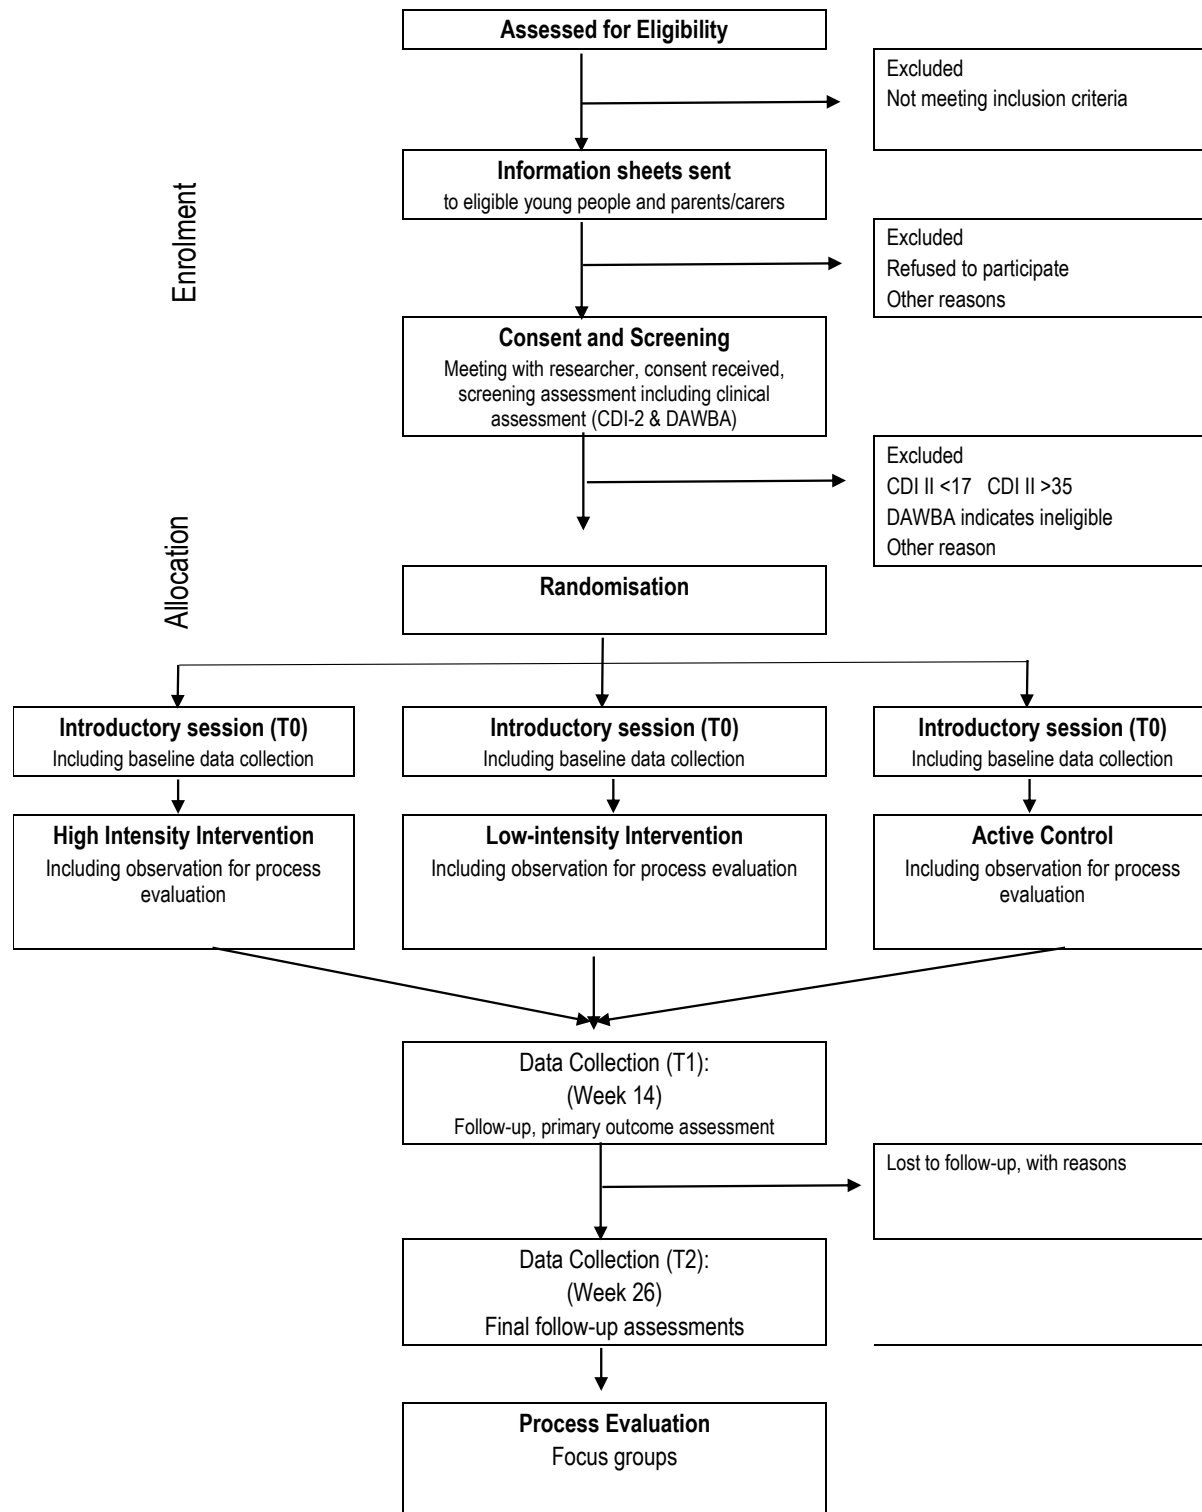 Assessed for Eligibility
Excluded
Not meeting inclusion criteria
Enrolment
Information sheets sent
to eligible young people and parents/carers
Excluded
Refused to participate
Other reasons
Consent and Screening
Meeting with researcher, consent received,
screening assessment including clinical
assessment (CDI-2 & DAWBA)
Excluded
CDI II <17 CDI II >35
DAWBA indicates ineligible
Other reason
Allocation
Randomisation
Introductory session (T0)
Including baseline data collection
Introductory session (T0)
Including baseline data collection
Introductory session (T0)
Including baseline data collection
High Intensity Intervention
Including observation for process
evaluation
Low-intensity Intervention
Including observation for process evaluation
Active Control
Including observation for process
evaluation
Data Collection (T1):
(Week 14)
Follow-up, primary outcome assessment
Lost to follow-up, with reasons
Data Collection (T2):
(Week 26)
Final follow-up assessments
Process Evaluation
Focus groups